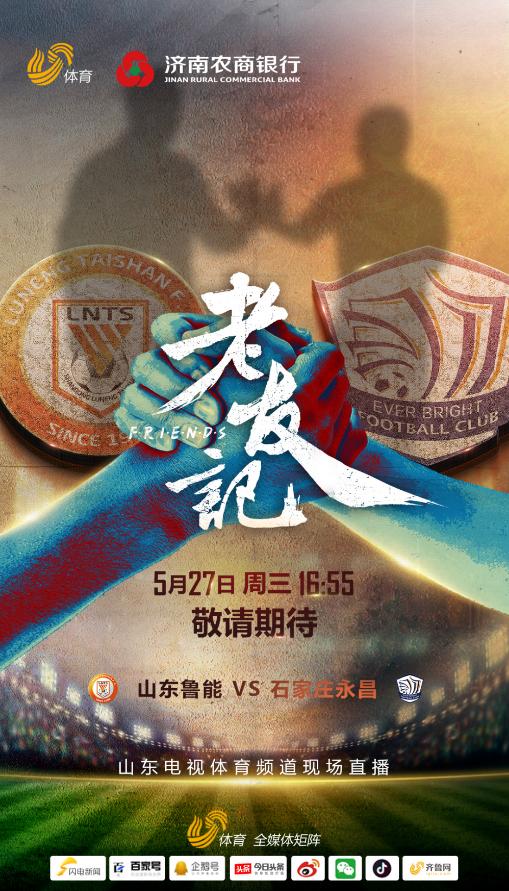 体育
济南农商银行
JINAN RURAL COMMERCIAL BANK
LUNENG TAISHAN F
LNTS
SINCE 19
EVER BRIGHT
FOOTBALL CLUB
老友記
F·R·I·E·N·D·S
5月27日 周三 16:55
敬请期待
山东鲁能 VS 石家庄永昌
山东电视体育频道现场直播
体育 全媒体矩阵
闪电新闻
百家号
企鹅号
头条 今日头条
齐鲁网